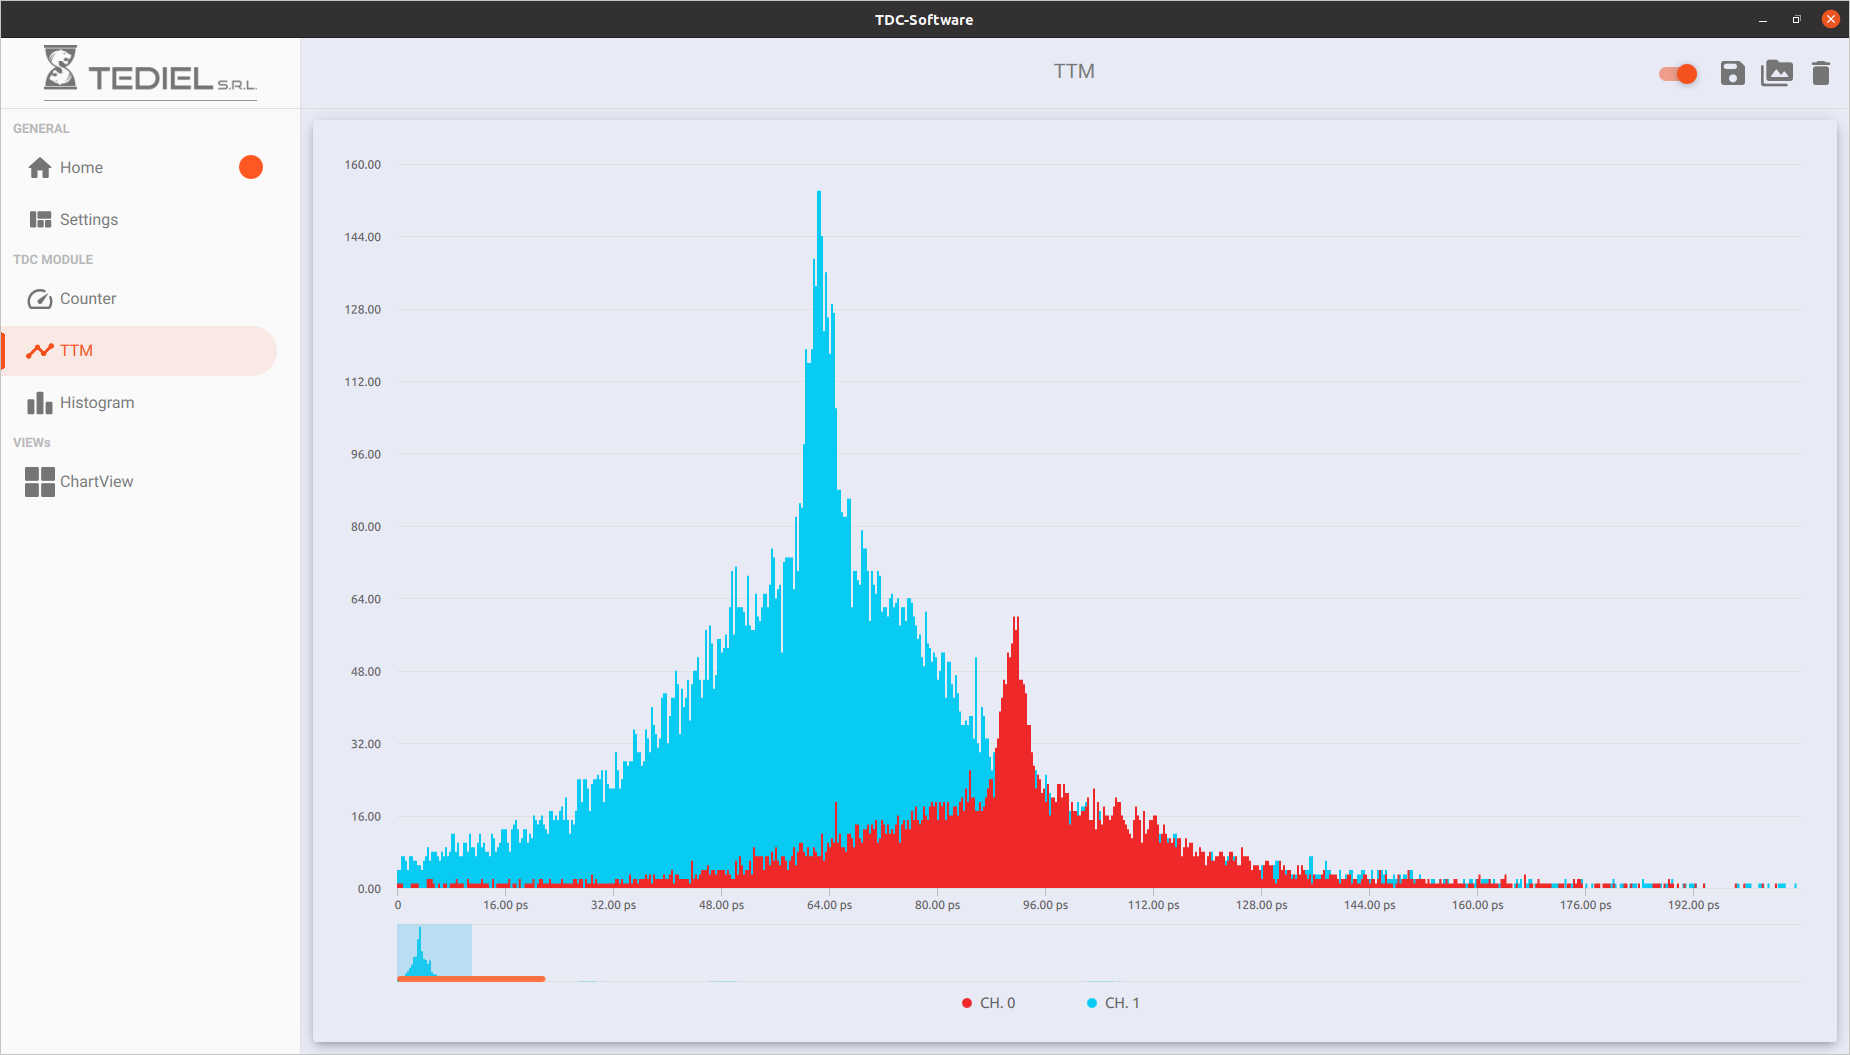 TDC-Software
TEDIEL S.R.L.
TTM
GENERAL
Home
Settings
TDC MODULE
Counter
TTM
Histogram
VIEWs
ChartView
160.00
144.00
128.00
112.00
96.00
80.00
64.00
48.00
32.00
16.00
0.00
0 16.00 ps 32.00 ps 48.00 ps 64.00 ps 80.00 ps 96.00 ps 112.00 ps 128.00 ps 144.00 ps 160.00 ps 176.00 ps 192.00 ps
CH. 0 CH. 1